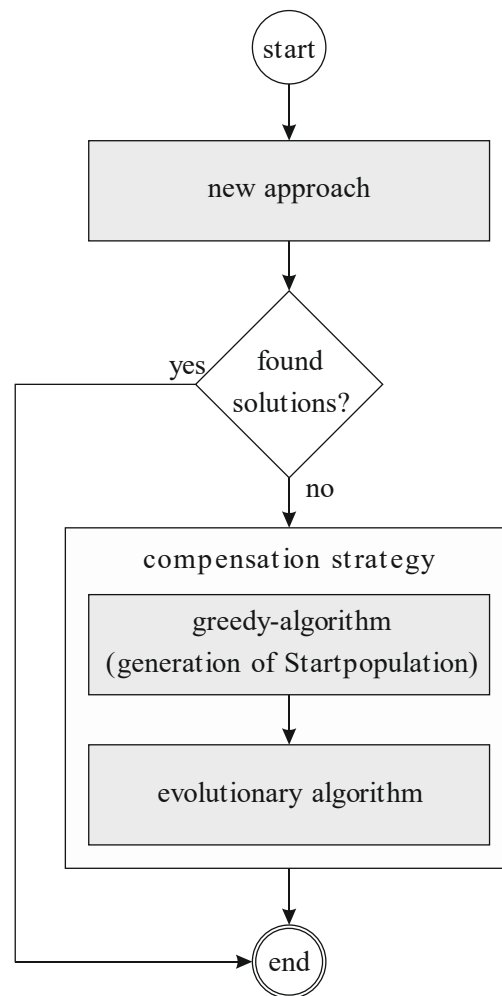 start
new approach
found
solutions?
yes
no
compensation strategy
greedy-algorithm
(generation of Startpopulation)
evolutionary algorithm
end